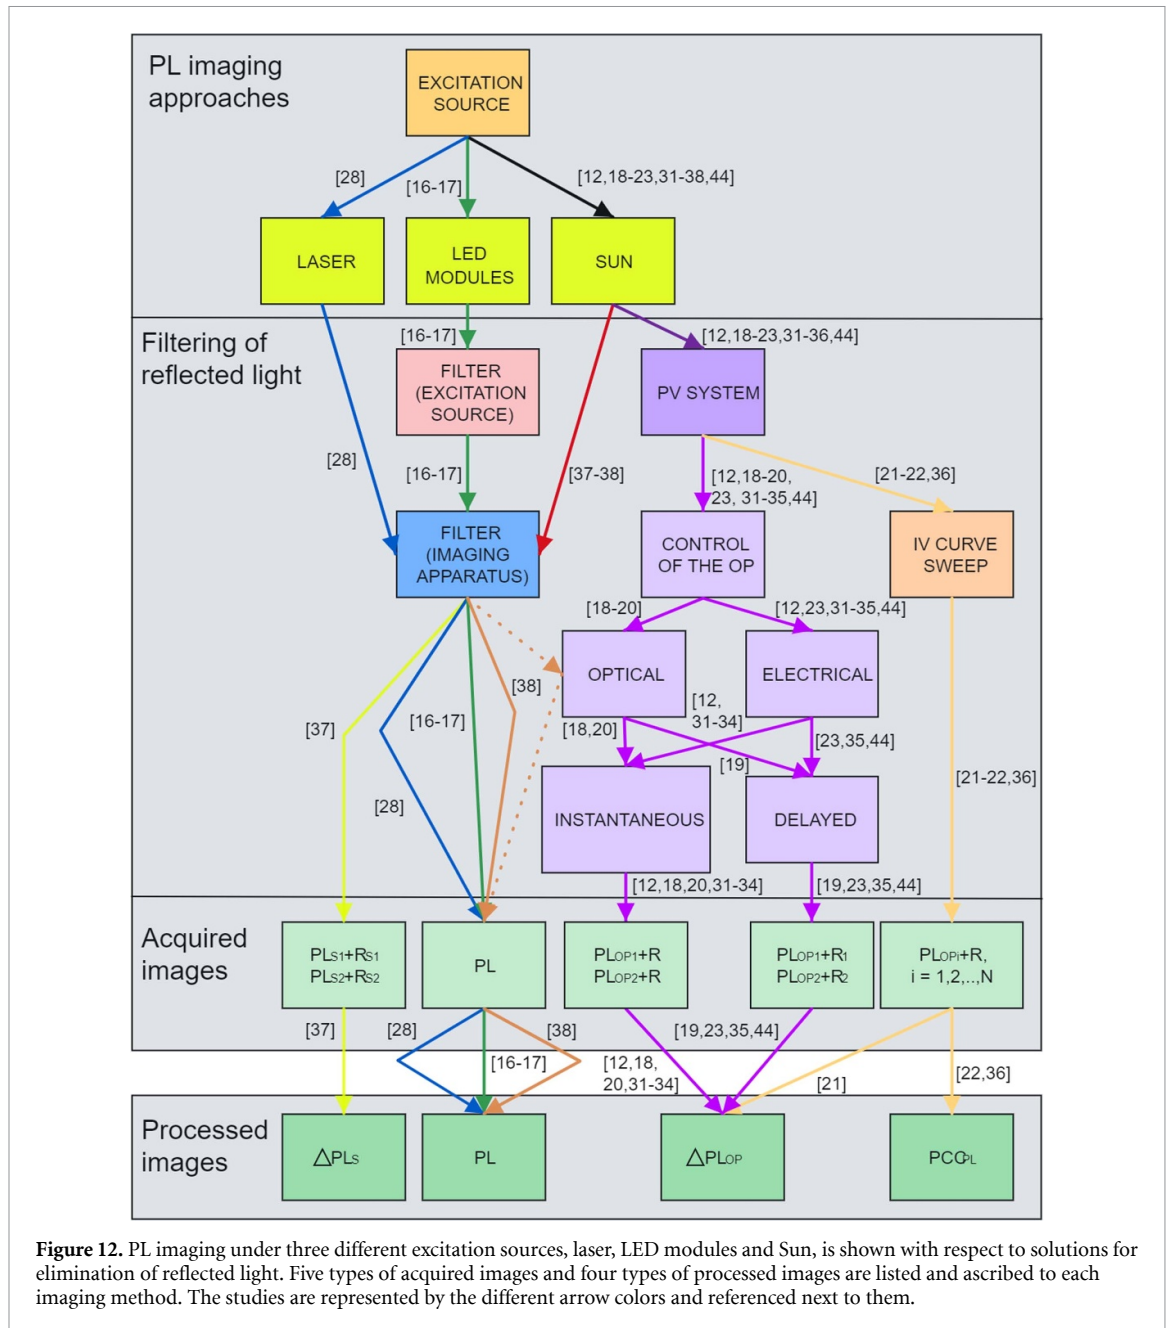 PL imaging
approaches
EXCITATION
SOURCE
[28]
[16-17]
[12,18-23,31-38,44]
LASER
LED
MODULES
SUN
Filtering of
reflected light
[16-17]
[12,18-23,31-36,44]
FILTER
(EXCITATION
SOURCE)
PV SYSTEM
[28]
[16-17]
[37-38]
[12,18-20,
23, 31-35,44]
[21-22,36]
FILTER
(IMAGING
APPARATUS)
CONTROL
OF THE OP
IV CURVE
SWEEP
[18-20]
[12,23,31-35,44]
OPTICAL
ELECTRICAL
[37]
[16-17]
[38]
[18,20]
[12,
31-34]
[23,35,44]
[19]
[21-22,36]
[28]
INSTANTANEOUS
DELAYED
[12,18,20,31-34]
[19,23,35,44]
Acquired
images
PLS1+RS1
PLS2+RS2
PL
PLOP1+R
PLOP2+R
PLOP1+R1
PLOP2+R2
PLOPi+R,
i = 1,2,..,N
[37]
[28]
[38]
[19,23,35,44]
[16-17]
[12,18,
20,31-34]
[21]
[22,36]
Processed
images
△PLS
PL
△PLOP
PCCPL
Figure 12. PL imaging under three different excitation sources, laser, LED modules and Sun, is shown with respect to solutions for
elimination of reflected light. Five types of acquired images and four types of processed images are listed and ascribed to each
imaging method. The studies are represented by the different arrow colors and referenced next to them.